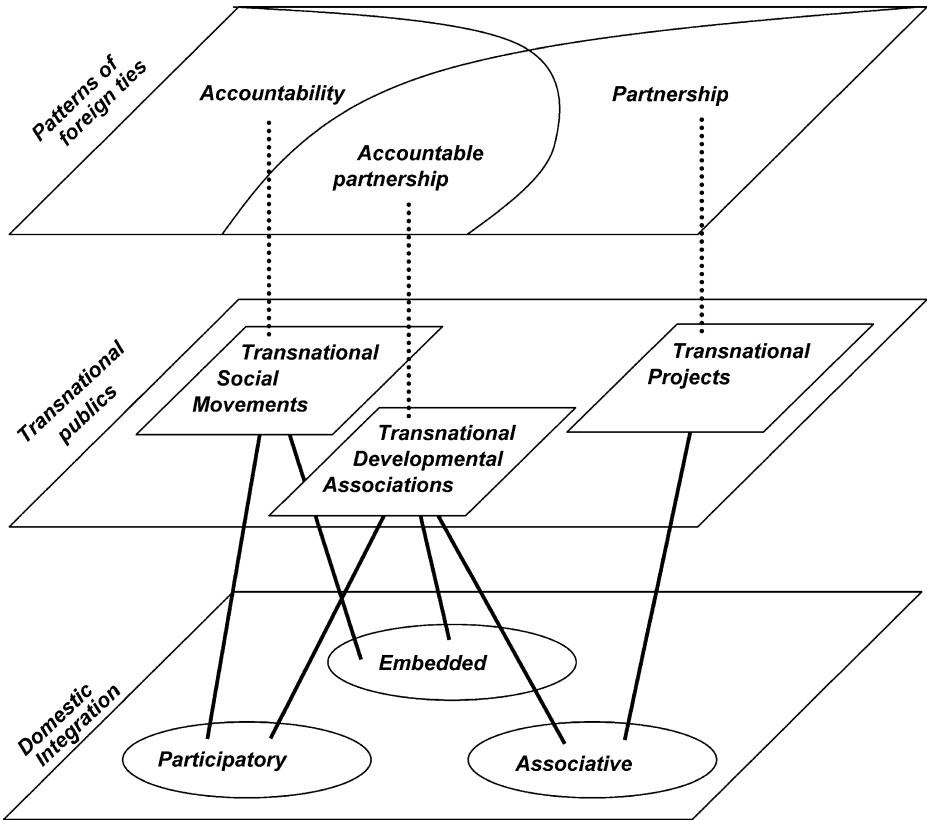 Patterns of
foreign ties
Accountability
Partnership
Accountable
partnership
Transnational
publics
Transnational
Social
Movements
Transnational
Projects
Transnational
Developmental
Associations
Domestic
Integration
Embedded
Participatory
Associative